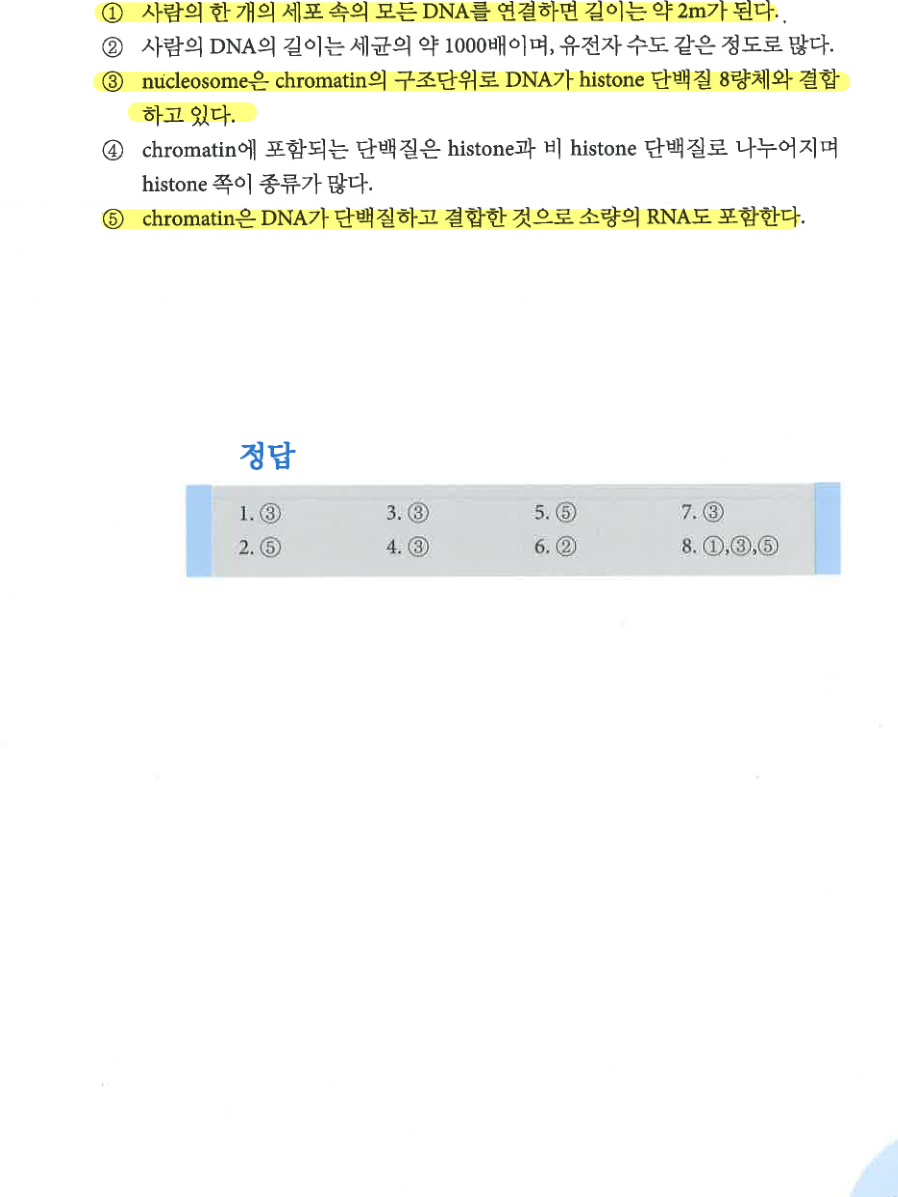 ① 사람의 한 개의 세포 속의 모든 DNA를 연결하면 길이는 약 2m가 된다.
② 사람의 DNA의 길이는 세균의 약 1000배이며, 유전자 수도 같은 정도로 많다.
③ nucleosome은 chromatin의 구조단위로 DNA가 histone 단백질 8량체와 결합
하고 있다.
④ chromatin에 포함되는 단백질은 histone과 비 histone 단백질로 나누어지며
histone 쪽이 종류가 많다.
⑤ chromatin은 DNA가 단백질하고 결합한 것으로 소량의 RNA도 포함한다.
정답
1. ③ 3. ③ 5. ⑤ 7. ③
2. ⑤ 4. ③ 6. ② 8. ①,③,⑤